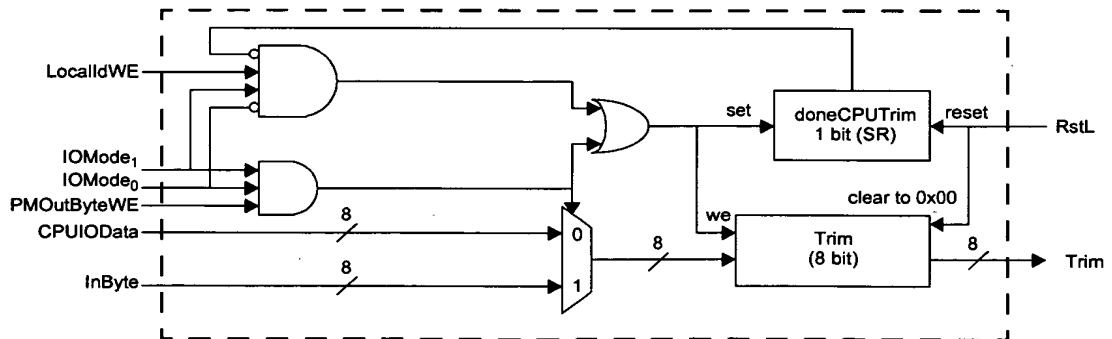 LocalIdWE
IOMode₁
IOMode₀
PMOutByteWE
CPUIOData
InByte
8
8
0
1
8
set
we
doneCPUTrim
1 bit (SR)
reset
RstL
clear to 0x00
Trim
(8 bit)
8
Trim